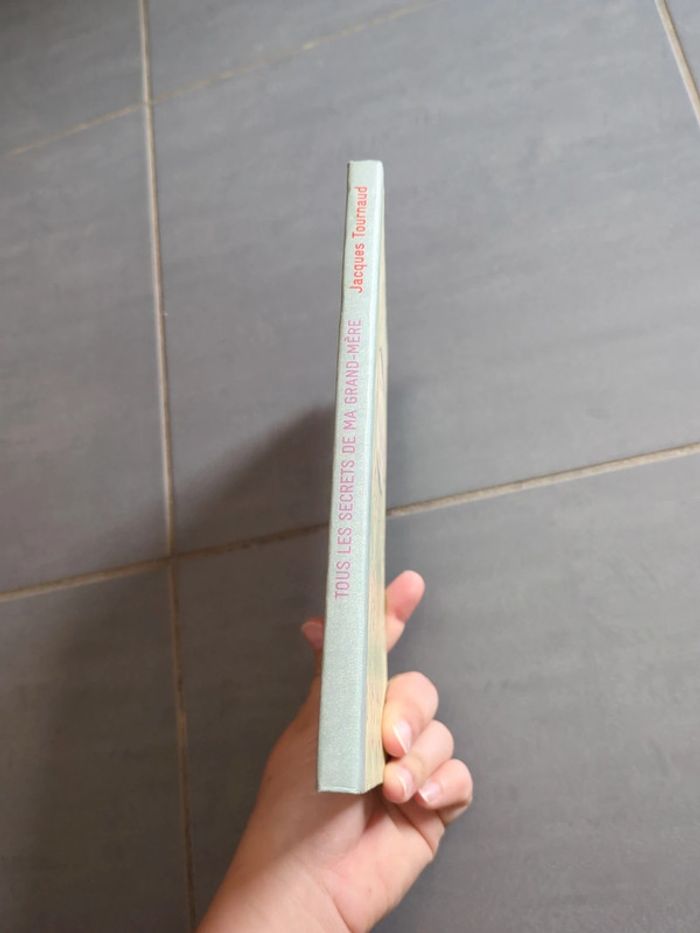 TOUS LES SECRETS DE MA GRAND-MÈRE
Jacques Tournaud